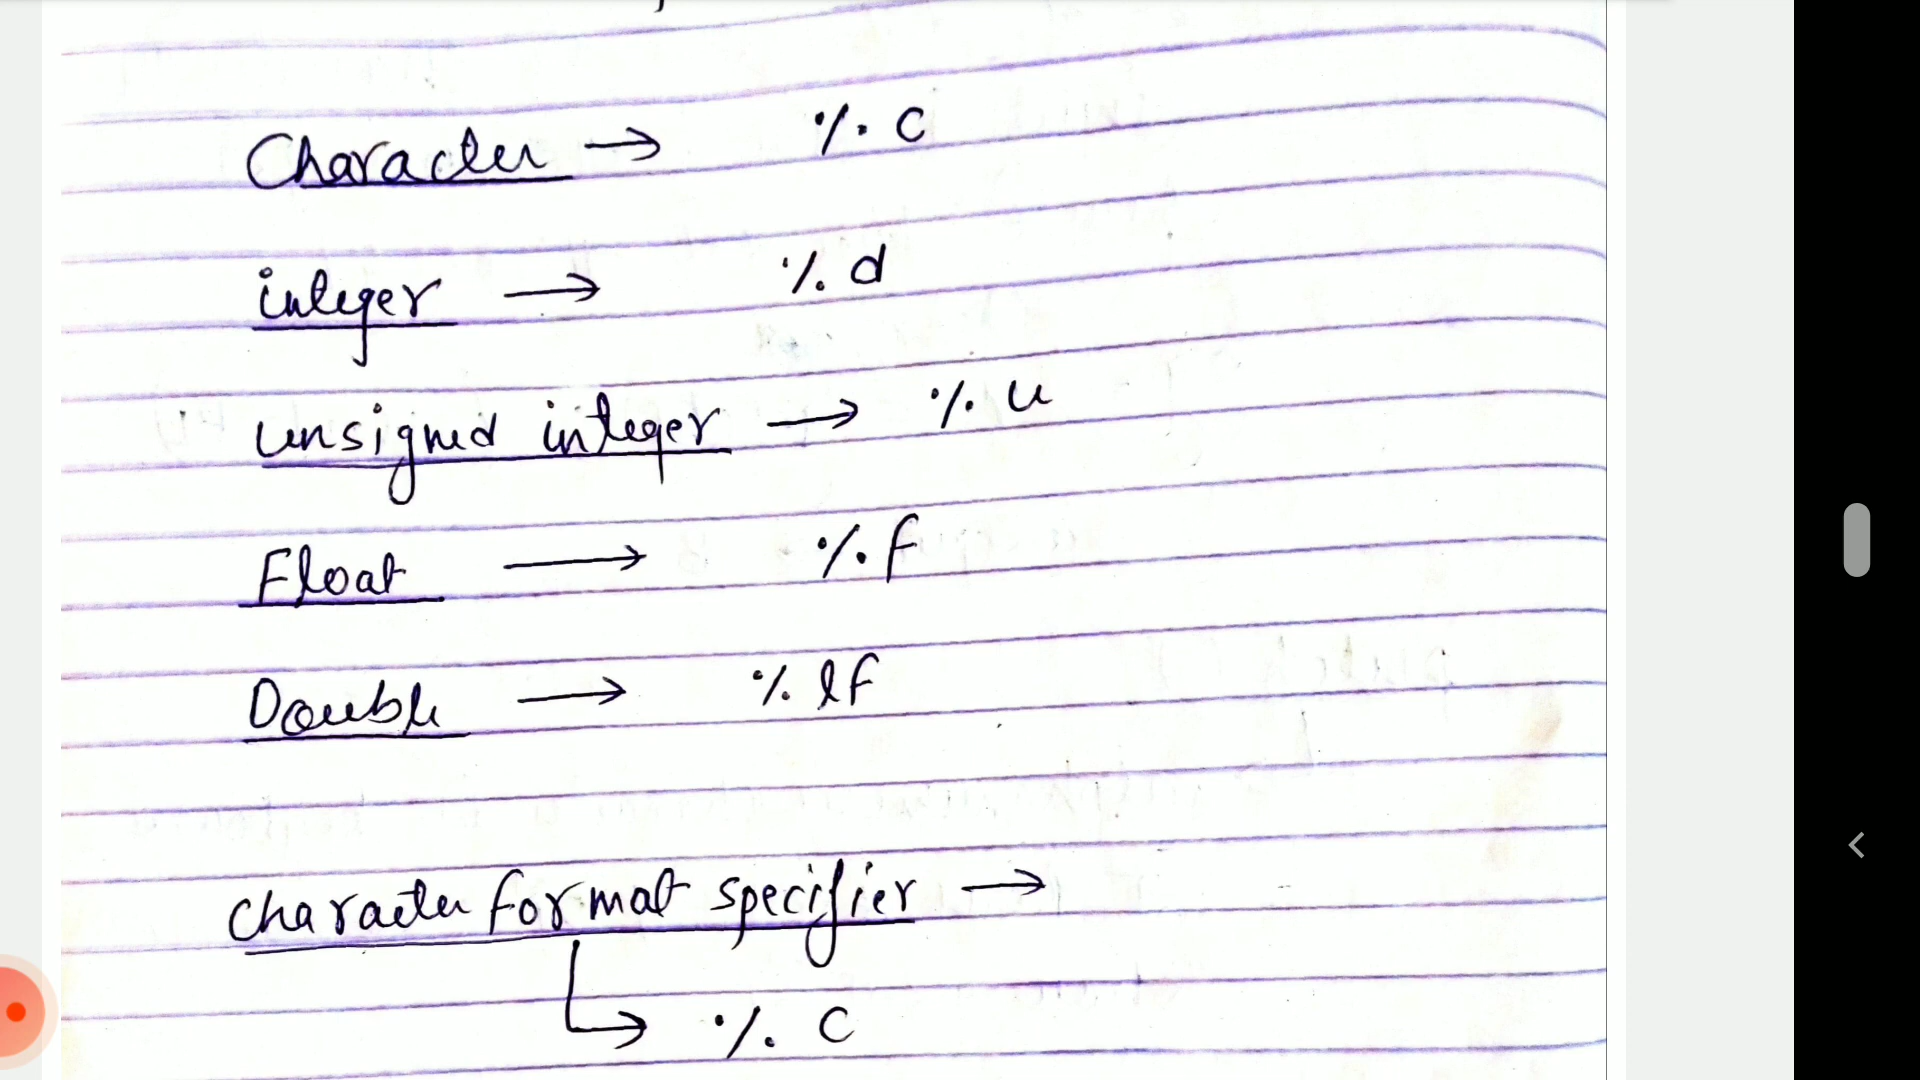 Character → % c
integer → % d
unsigned integer → % u
Float → % f
Double → % lf
character format specifier →
↳ % c